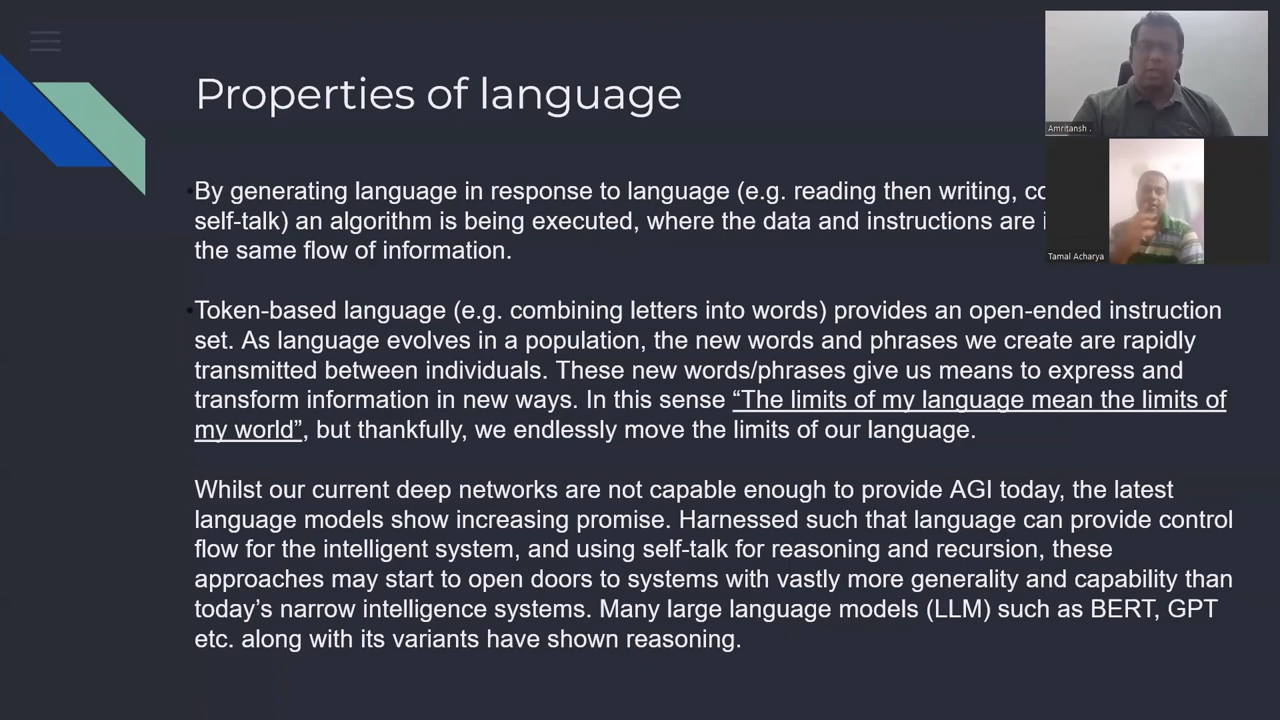 Properties of language
Amritansh .
•By generating language in response to language (e.g. reading then writing,
self-talk) an algorithm is being executed, where the data and instructions are
the same flow of information.
Tamal Acharya
•Token-based language (e.g. combining letters into words) provides an open-ended instruction
set. As language evolves in a population, the new words and phrases we create are rapidly
transmitted between individuals. These new words/phrases give us means to express and
transform information in new ways. In this sense “The limits of my language mean the limits of
my world”, but thankfully, we endlessly move the limits of our language.
Whilst our current deep networks are not capable enough to provide AGI today, the latest
language models show increasing promise. Harnessed such that language can provide control
flow for the intelligent system, and using self-talk for reasoning and recursion, these
approaches may start to open doors to systems with vastly more generality and capability than
today’s narrow intelligence systems. Many large language models (LLM) such as BERT, GPT
etc. along with its variants have shown reasoning.